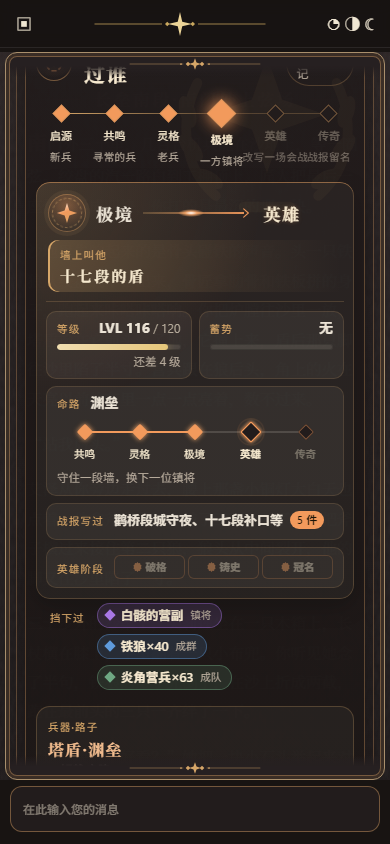 过谁
记
启源 共鸣 灵格 极境 英雄 传奇
新兵 寻常的兵 老兵 一方镇将 改写一场会战 战报留名
极境 英雄
墙上叫他
十七段的盾
等级 LVL 116 / 120
还差 4 级
蓄势 无
命路 渊垒
共鸣 灵格 极境 英雄 传奇
守住一段墙，换下一位镇将
战报写过 鹳桥段城守夜、十七段补口等 5 件
英雄阶段 破格 铸史 冠名
挡下过 白骸的营副 镇将
铁狼×40 成群
炎角营兵×63 成队
兵器·路子
塔盾·渊垒
在此输入您的消息